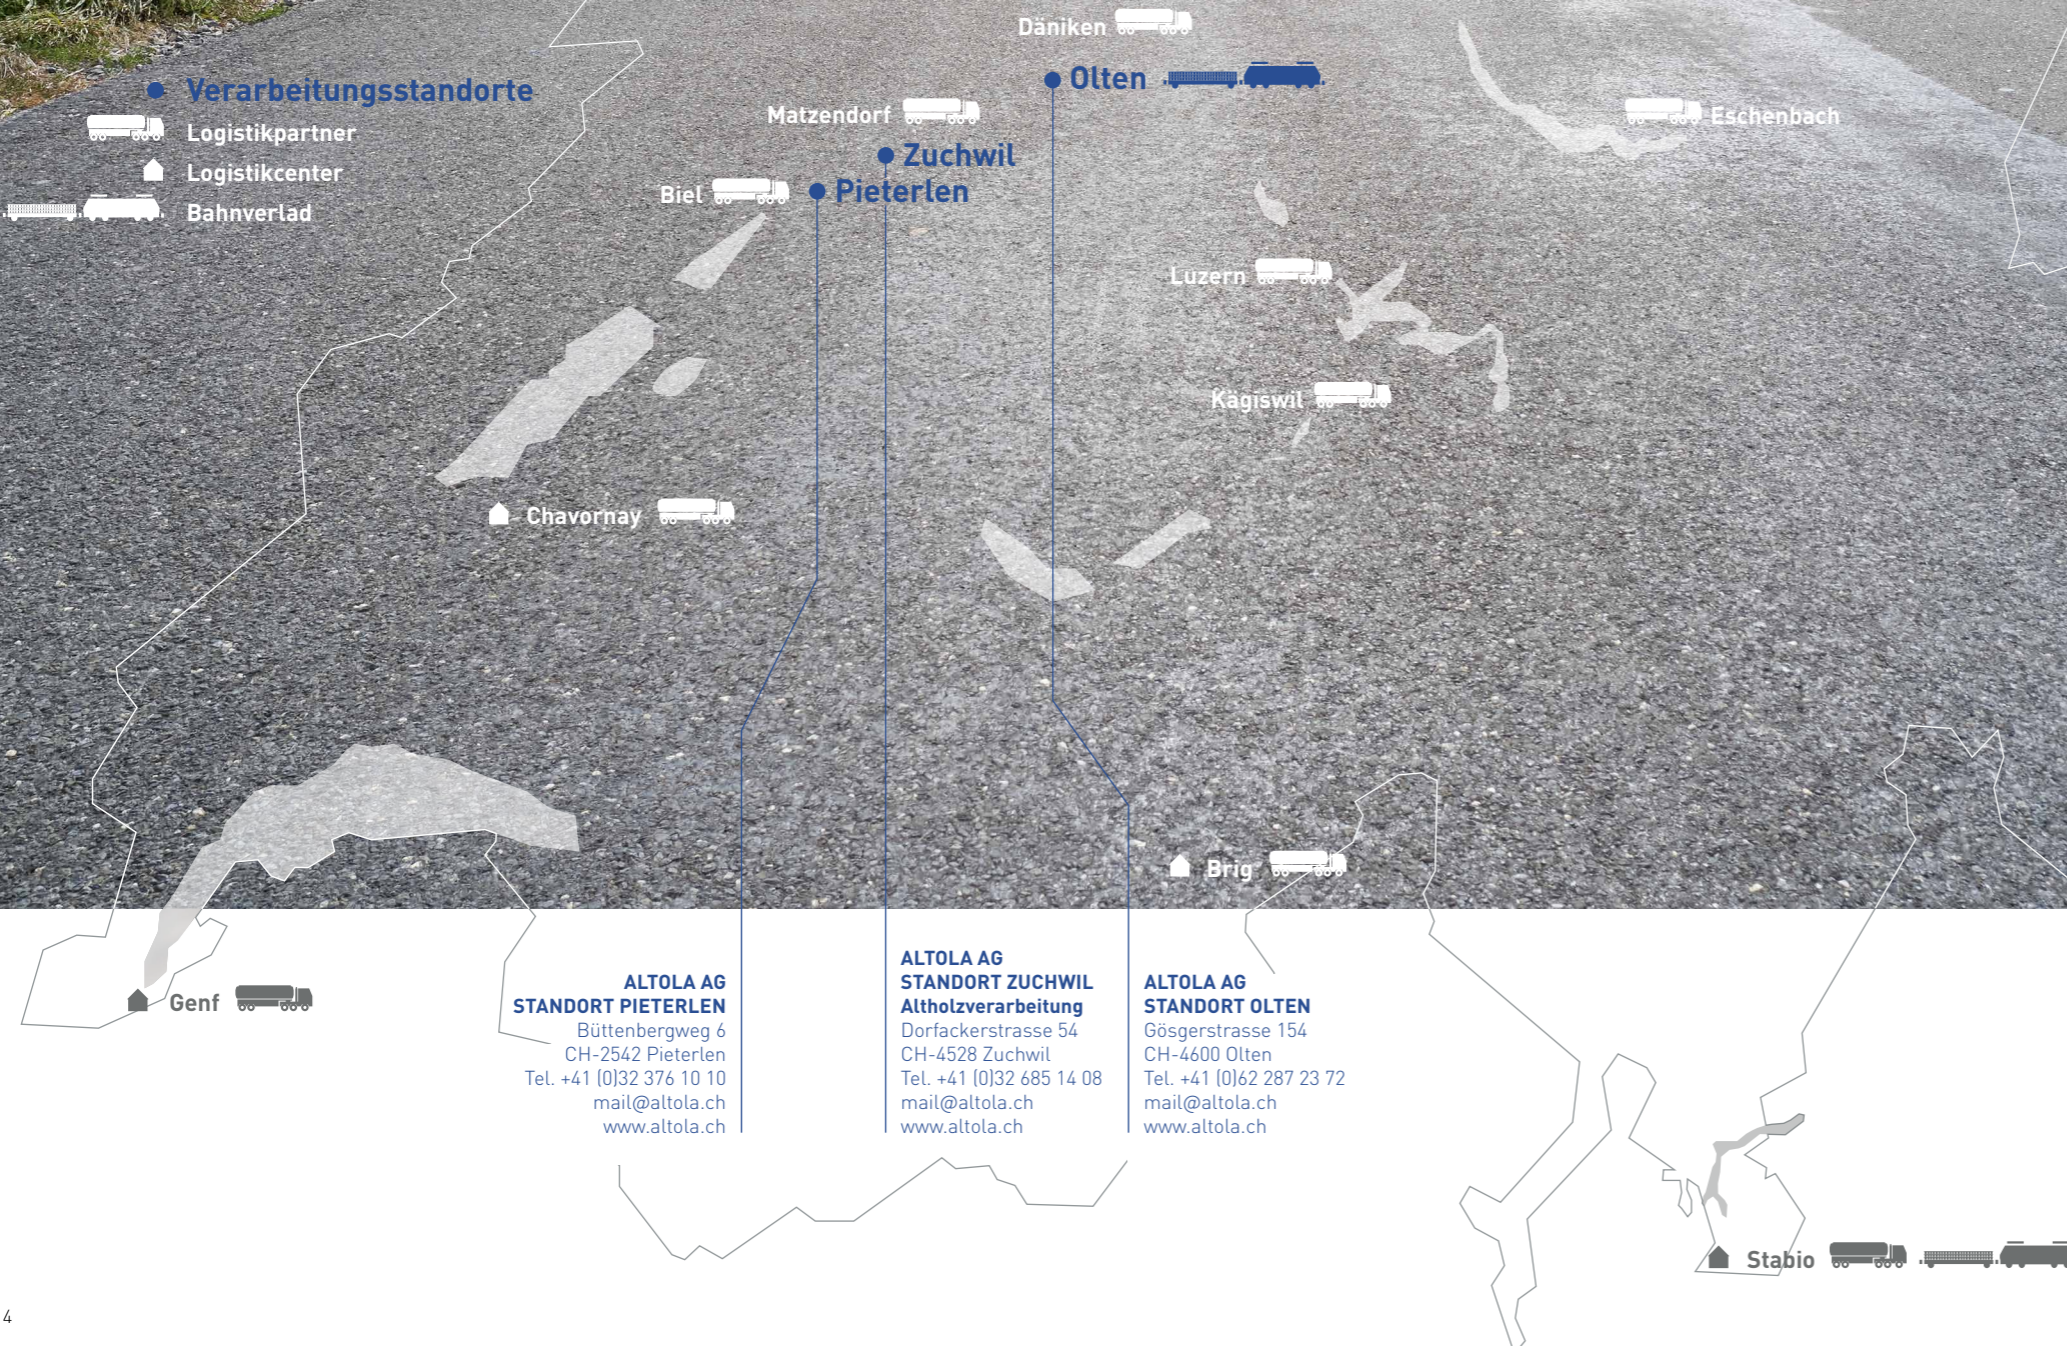 Däniken
Olten
Verarbeitungsstandorte
Matzendorf
Eschenbach
Logistikpartner
Zuchwil
Logistikcenter
Biel
Pieterlen
Bahnverlad
Luzern
Kägiswil
Chavornay
Brig
Genf
ALTOLA AG
STANDORT PIETERLEN
Büttenbergweg 6
CH-2542 Pieterlen
Tel. +41 (0)32 376 10 10
mail@altola.ch
www.altola.ch
ALTOLA AG
STANDORT ZUCHWIL
Altholzverarbeitung
Dorfackerstrasse 54
CH-4528 Zuchwil
Tel. +41 (0)32 685 14 08
mail@altola.ch
www.altola.ch
ALTOLA AG
STANDORT OLTEN
Gösgerstrasse 154
CH-4600 Olten
Tel. +41 (0)62 287 23 72
mail@altola.ch
www.altola.ch
Stabio
4